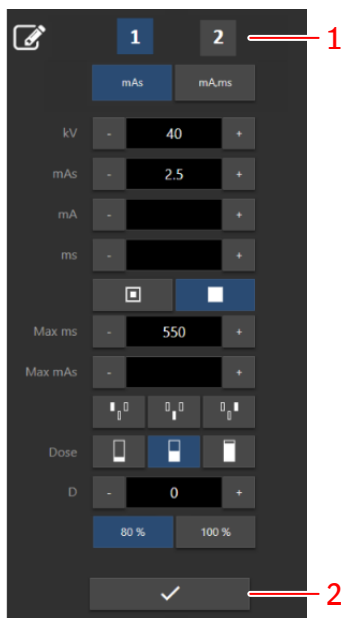 1 2 1
mAs mA,ms
kV - 40 +
mAs - 2.5 +
mA - +
ms - +
Max ms - 550 +
Max mAs - +
Dose
D - 0 +
80 % 100 %
2